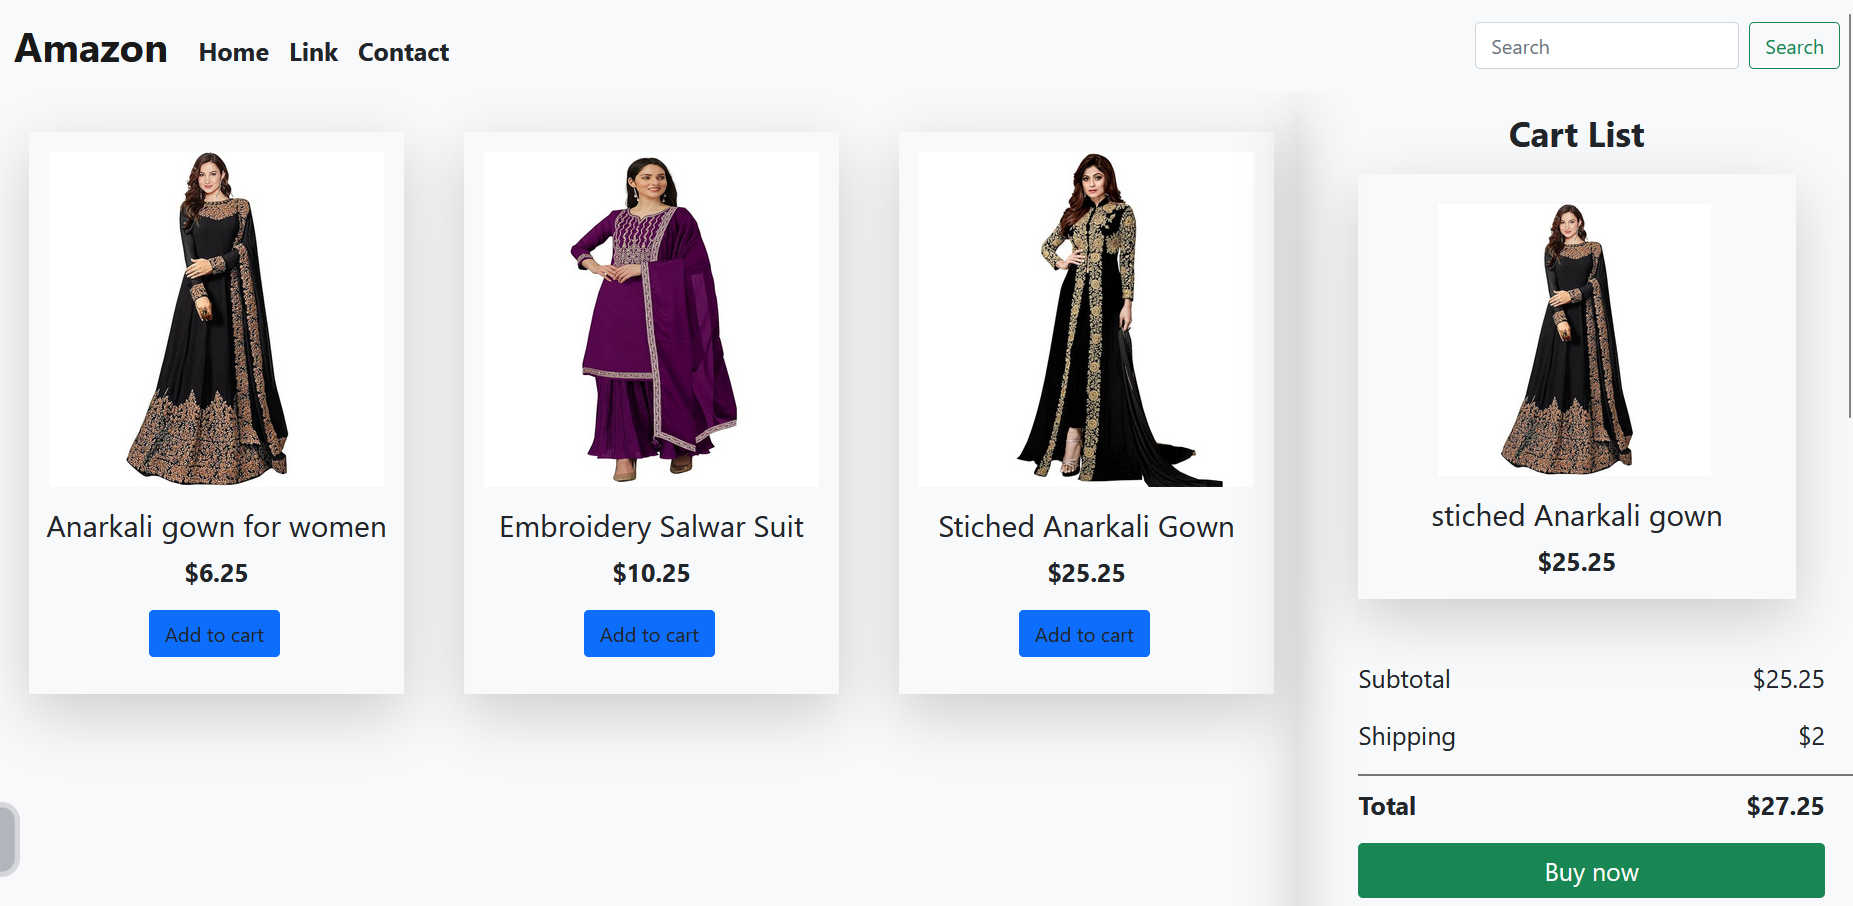 Amazon Home Link Contact
Search Search
Anarkali gown for women
$6.25
Add to cart
Embroidery Salwar Suit
$10.25
Add to cart
Stiched Anarkali Gown
$25.25
Add to cart
Cart List
stiched Anarkali gown
$25.25
Subtotal $25.25
Shipping $2
Total $27.25
Buy now